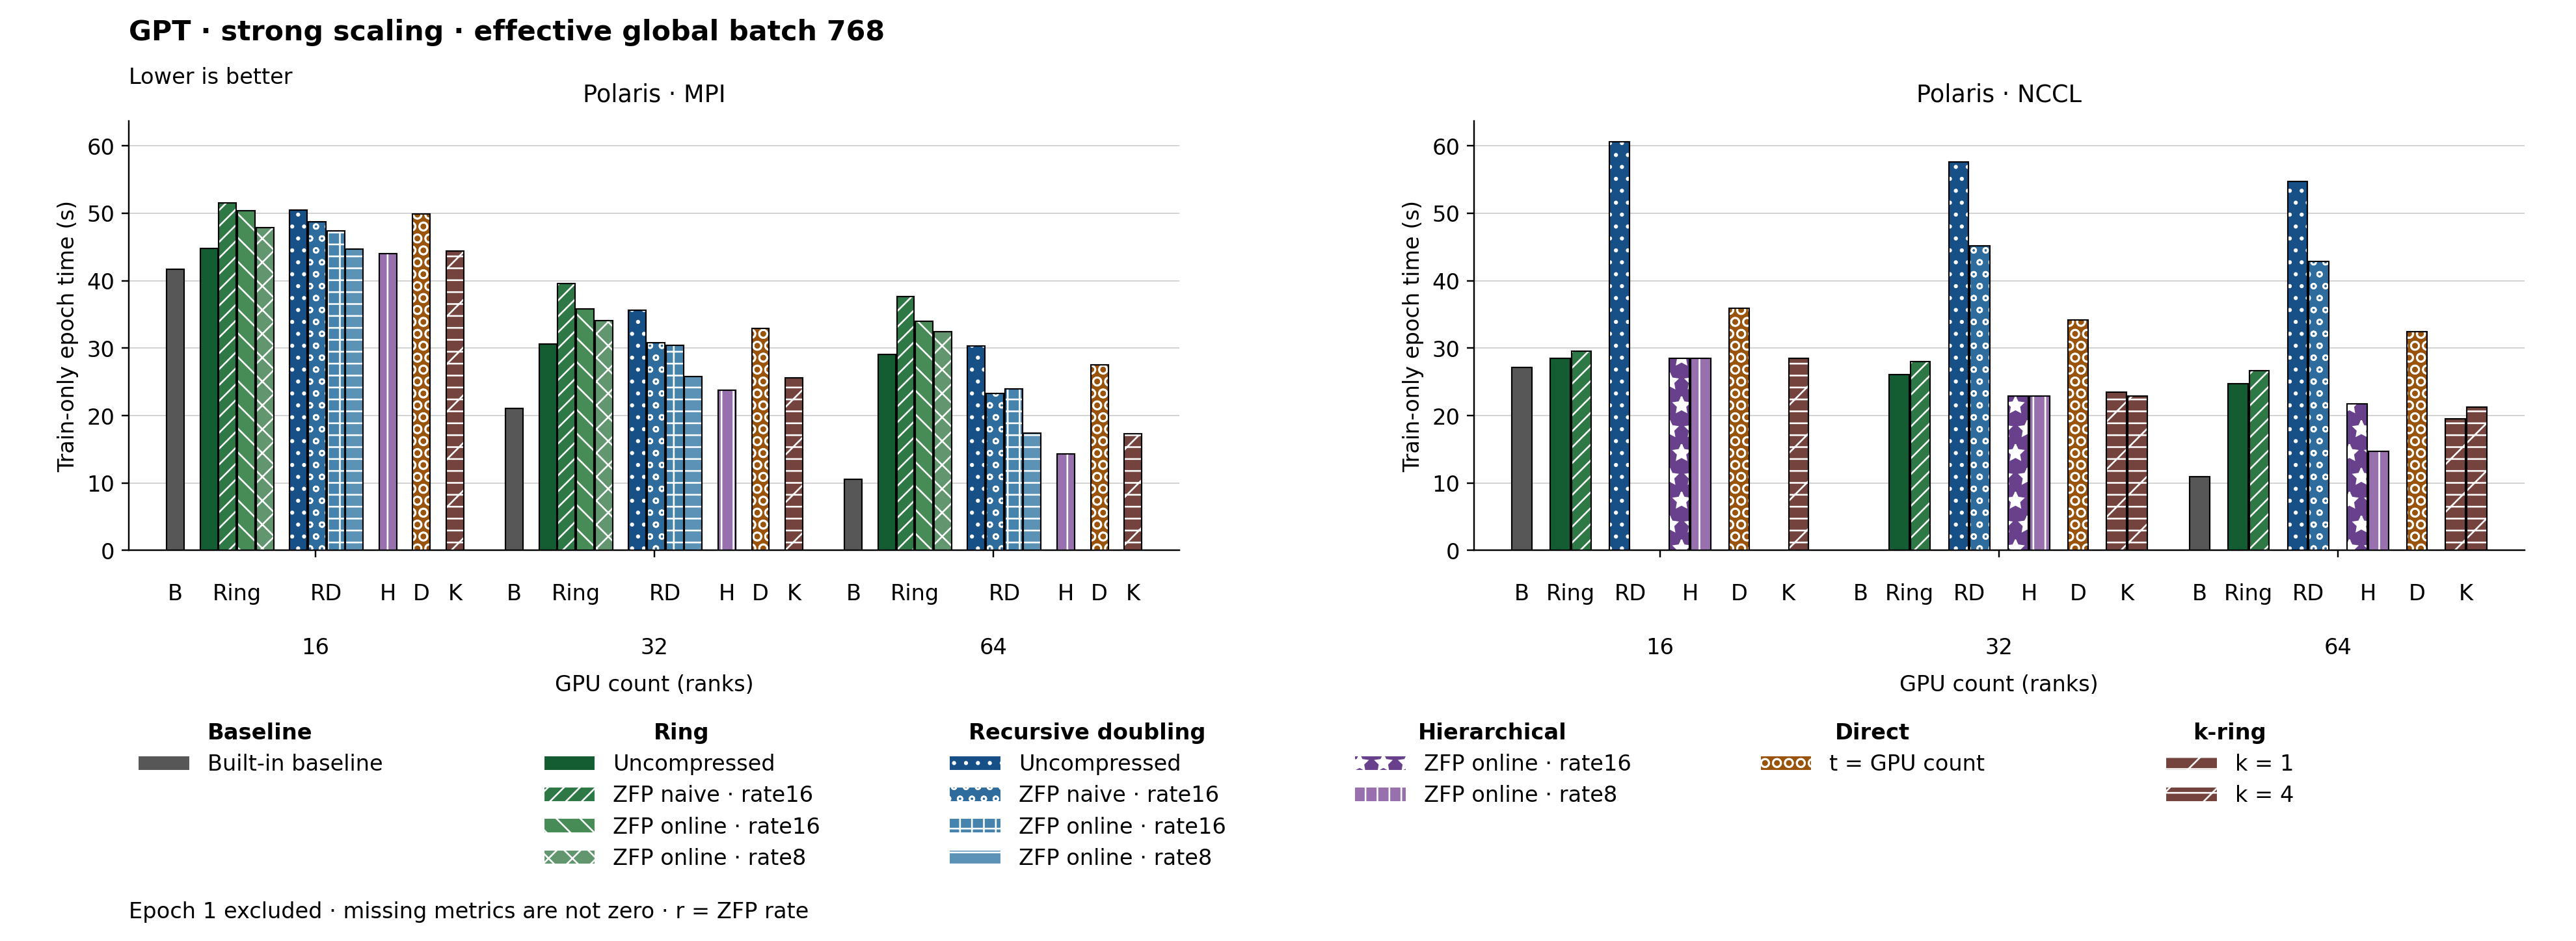 GPT · strong scaling · effective global batch 768
Lower is better
Polaris · MPI
Train-only epoch time (s)
60
50
40
30
20
10
0
B Ring RD H D K B Ring RD H D K B Ring RD H D K
16 32 64
GPU count (ranks)
Polaris · NCCL
Train-only epoch time (s)
60
50
40
30
20
10
0
B Ring RD H D K B Ring RD H D K B Ring RD H D K
16 32 64
GPU count (ranks)
Baseline
Built-in baseline
Ring
Uncompressed
ZFP naive · rate16
ZFP online · rate16
ZFP online · rate8
Recursive doubling
Uncompressed
ZFP naive · rate16
ZFP online · rate16
ZFP online · rate8
Hierarchical
ZFP online · rate16
ZFP online · rate8
Direct
t = GPU count
k-ring
k = 1
k = 4
Epoch 1 excluded · missing metrics are not zero · r = ZFP rate